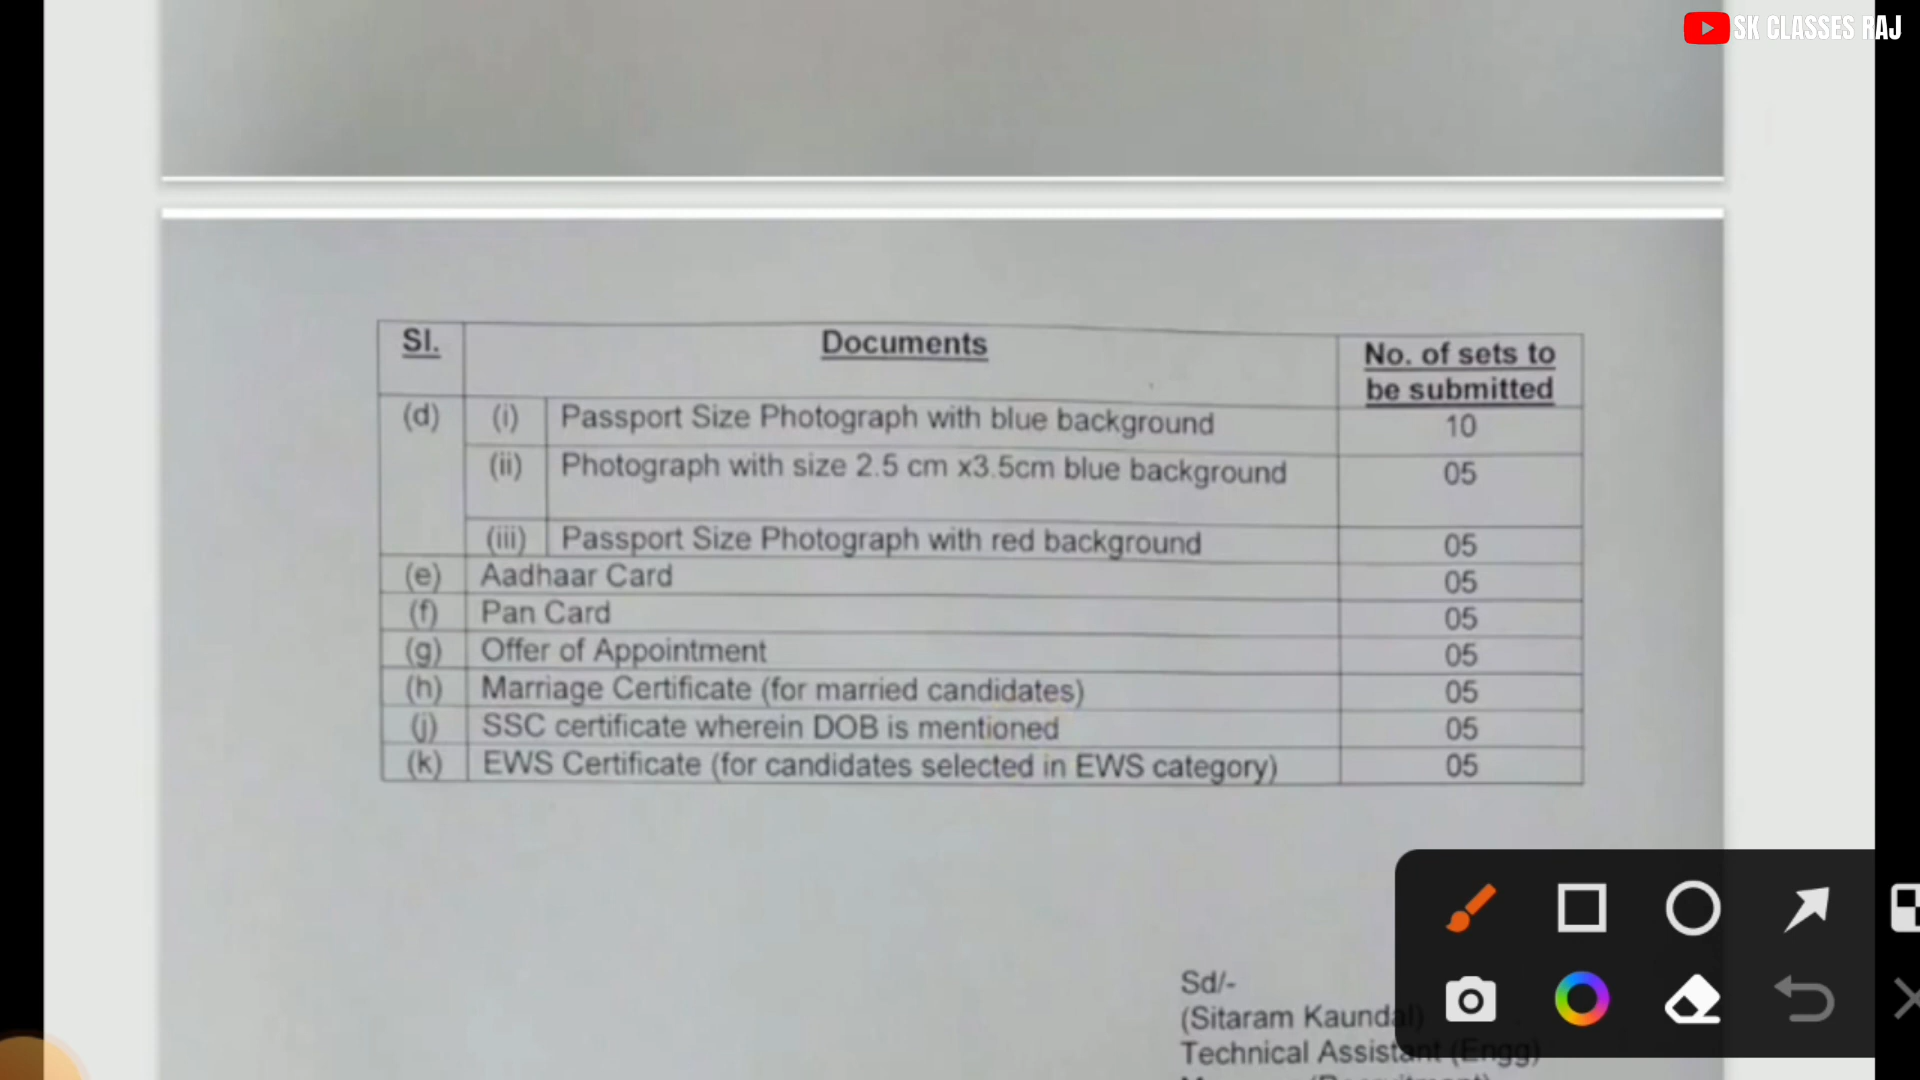 SK CLASSES RAJ
Sl. Documents No. of sets to
be submitted
(d) (i) Passport Size Photograph with blue background 10
(ii) Photograph with size 2.5 cm x3.5cm blue background 05
(iii) Passport Size Photograph with red background 05
(e) Aadhaar Card 05
(f) Pan Card 05
(g) Offer of Appointment 05
(h) Marriage Certificate (for married candidates) 05
(j) SSC certificate wherein DOB is mentioned 05
(k) EWS Certificate (for candidates selected in EWS category) 05
Sd/-
(Sitaram Kaundal)
Technical Assistant (Engg)